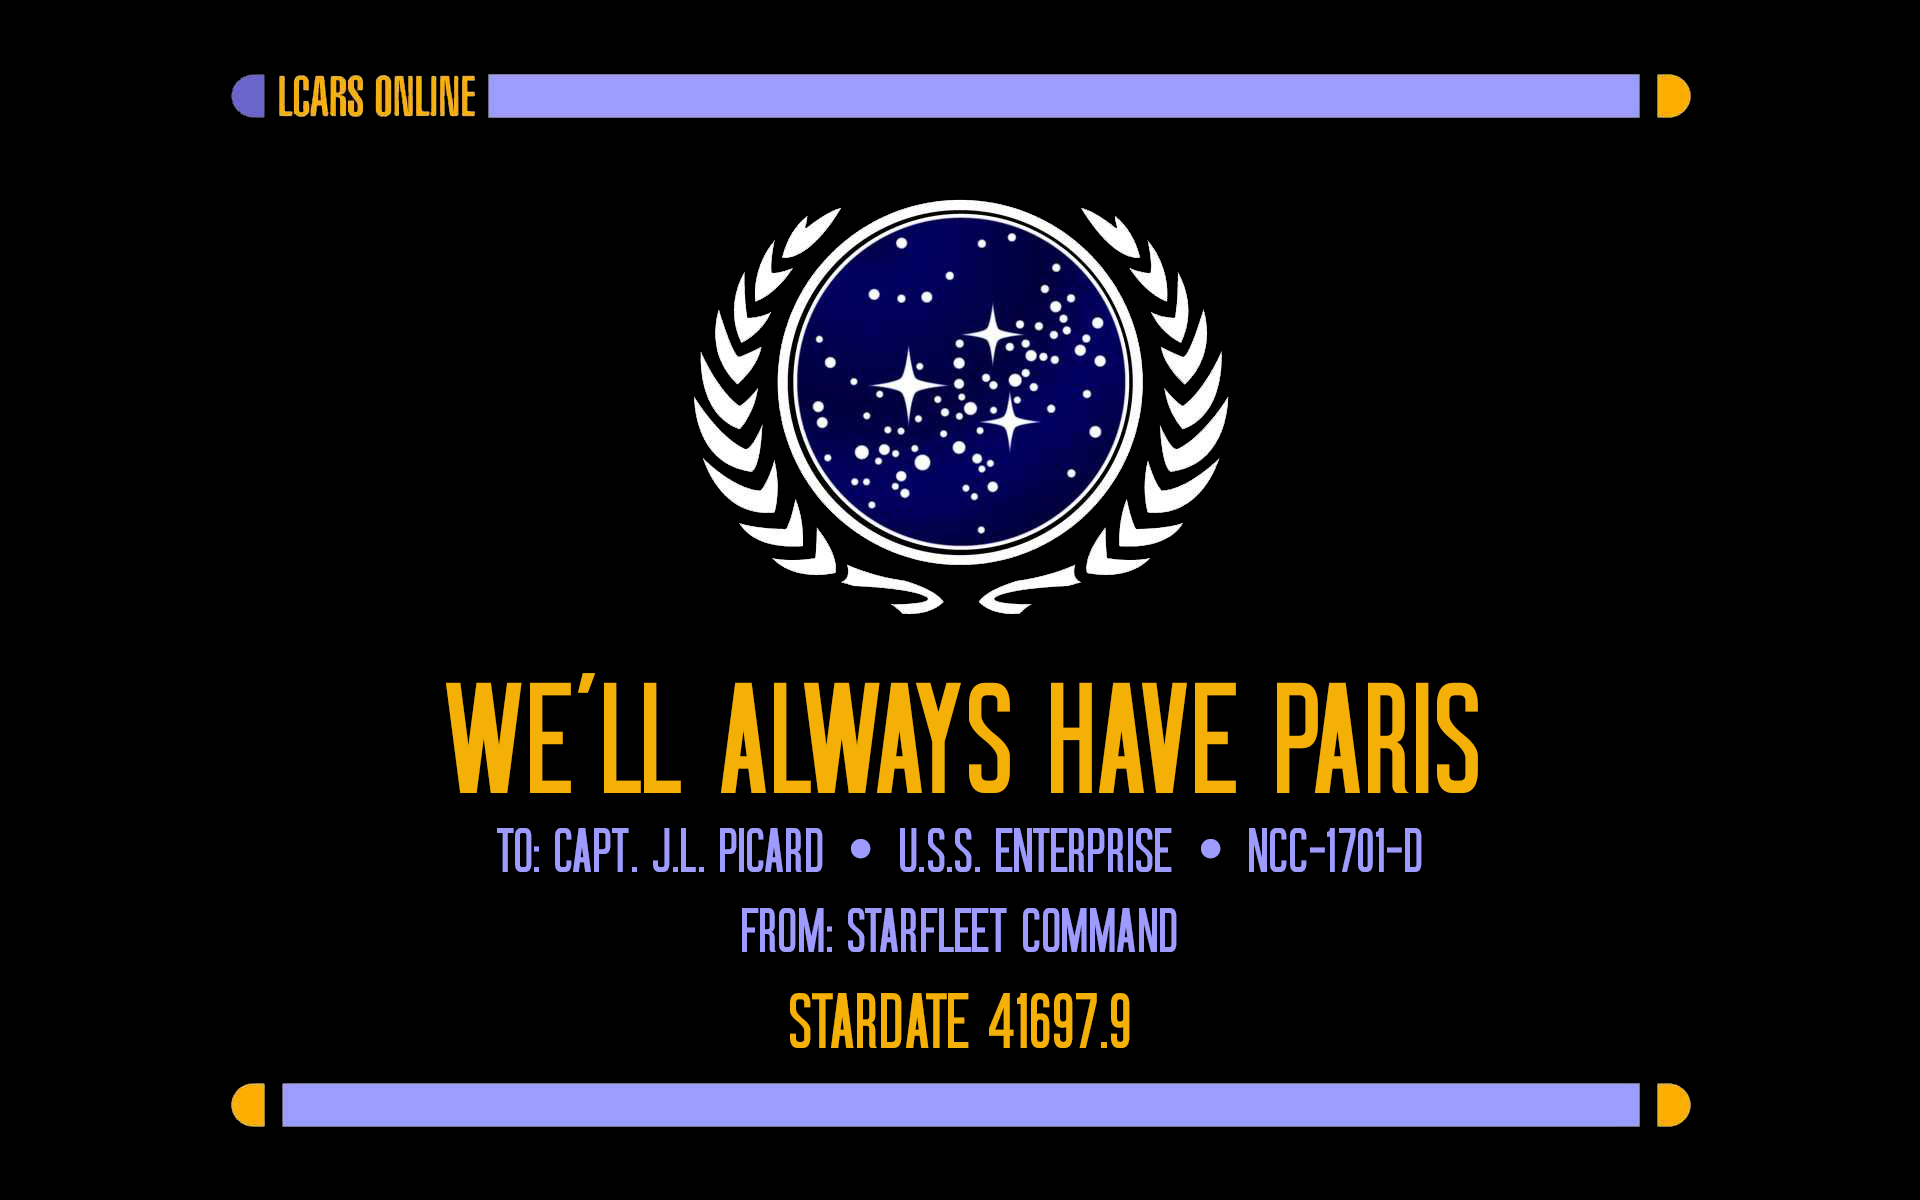 LCARS ONLINE
WE'LL ALWAYS HAVE PARIS
TO: CAPT. J.L. PICARD • U.S.S. ENTERPRISE • NCC-1701-D
FROM: STARFLEET COMMAND
STARDATE 41697.9